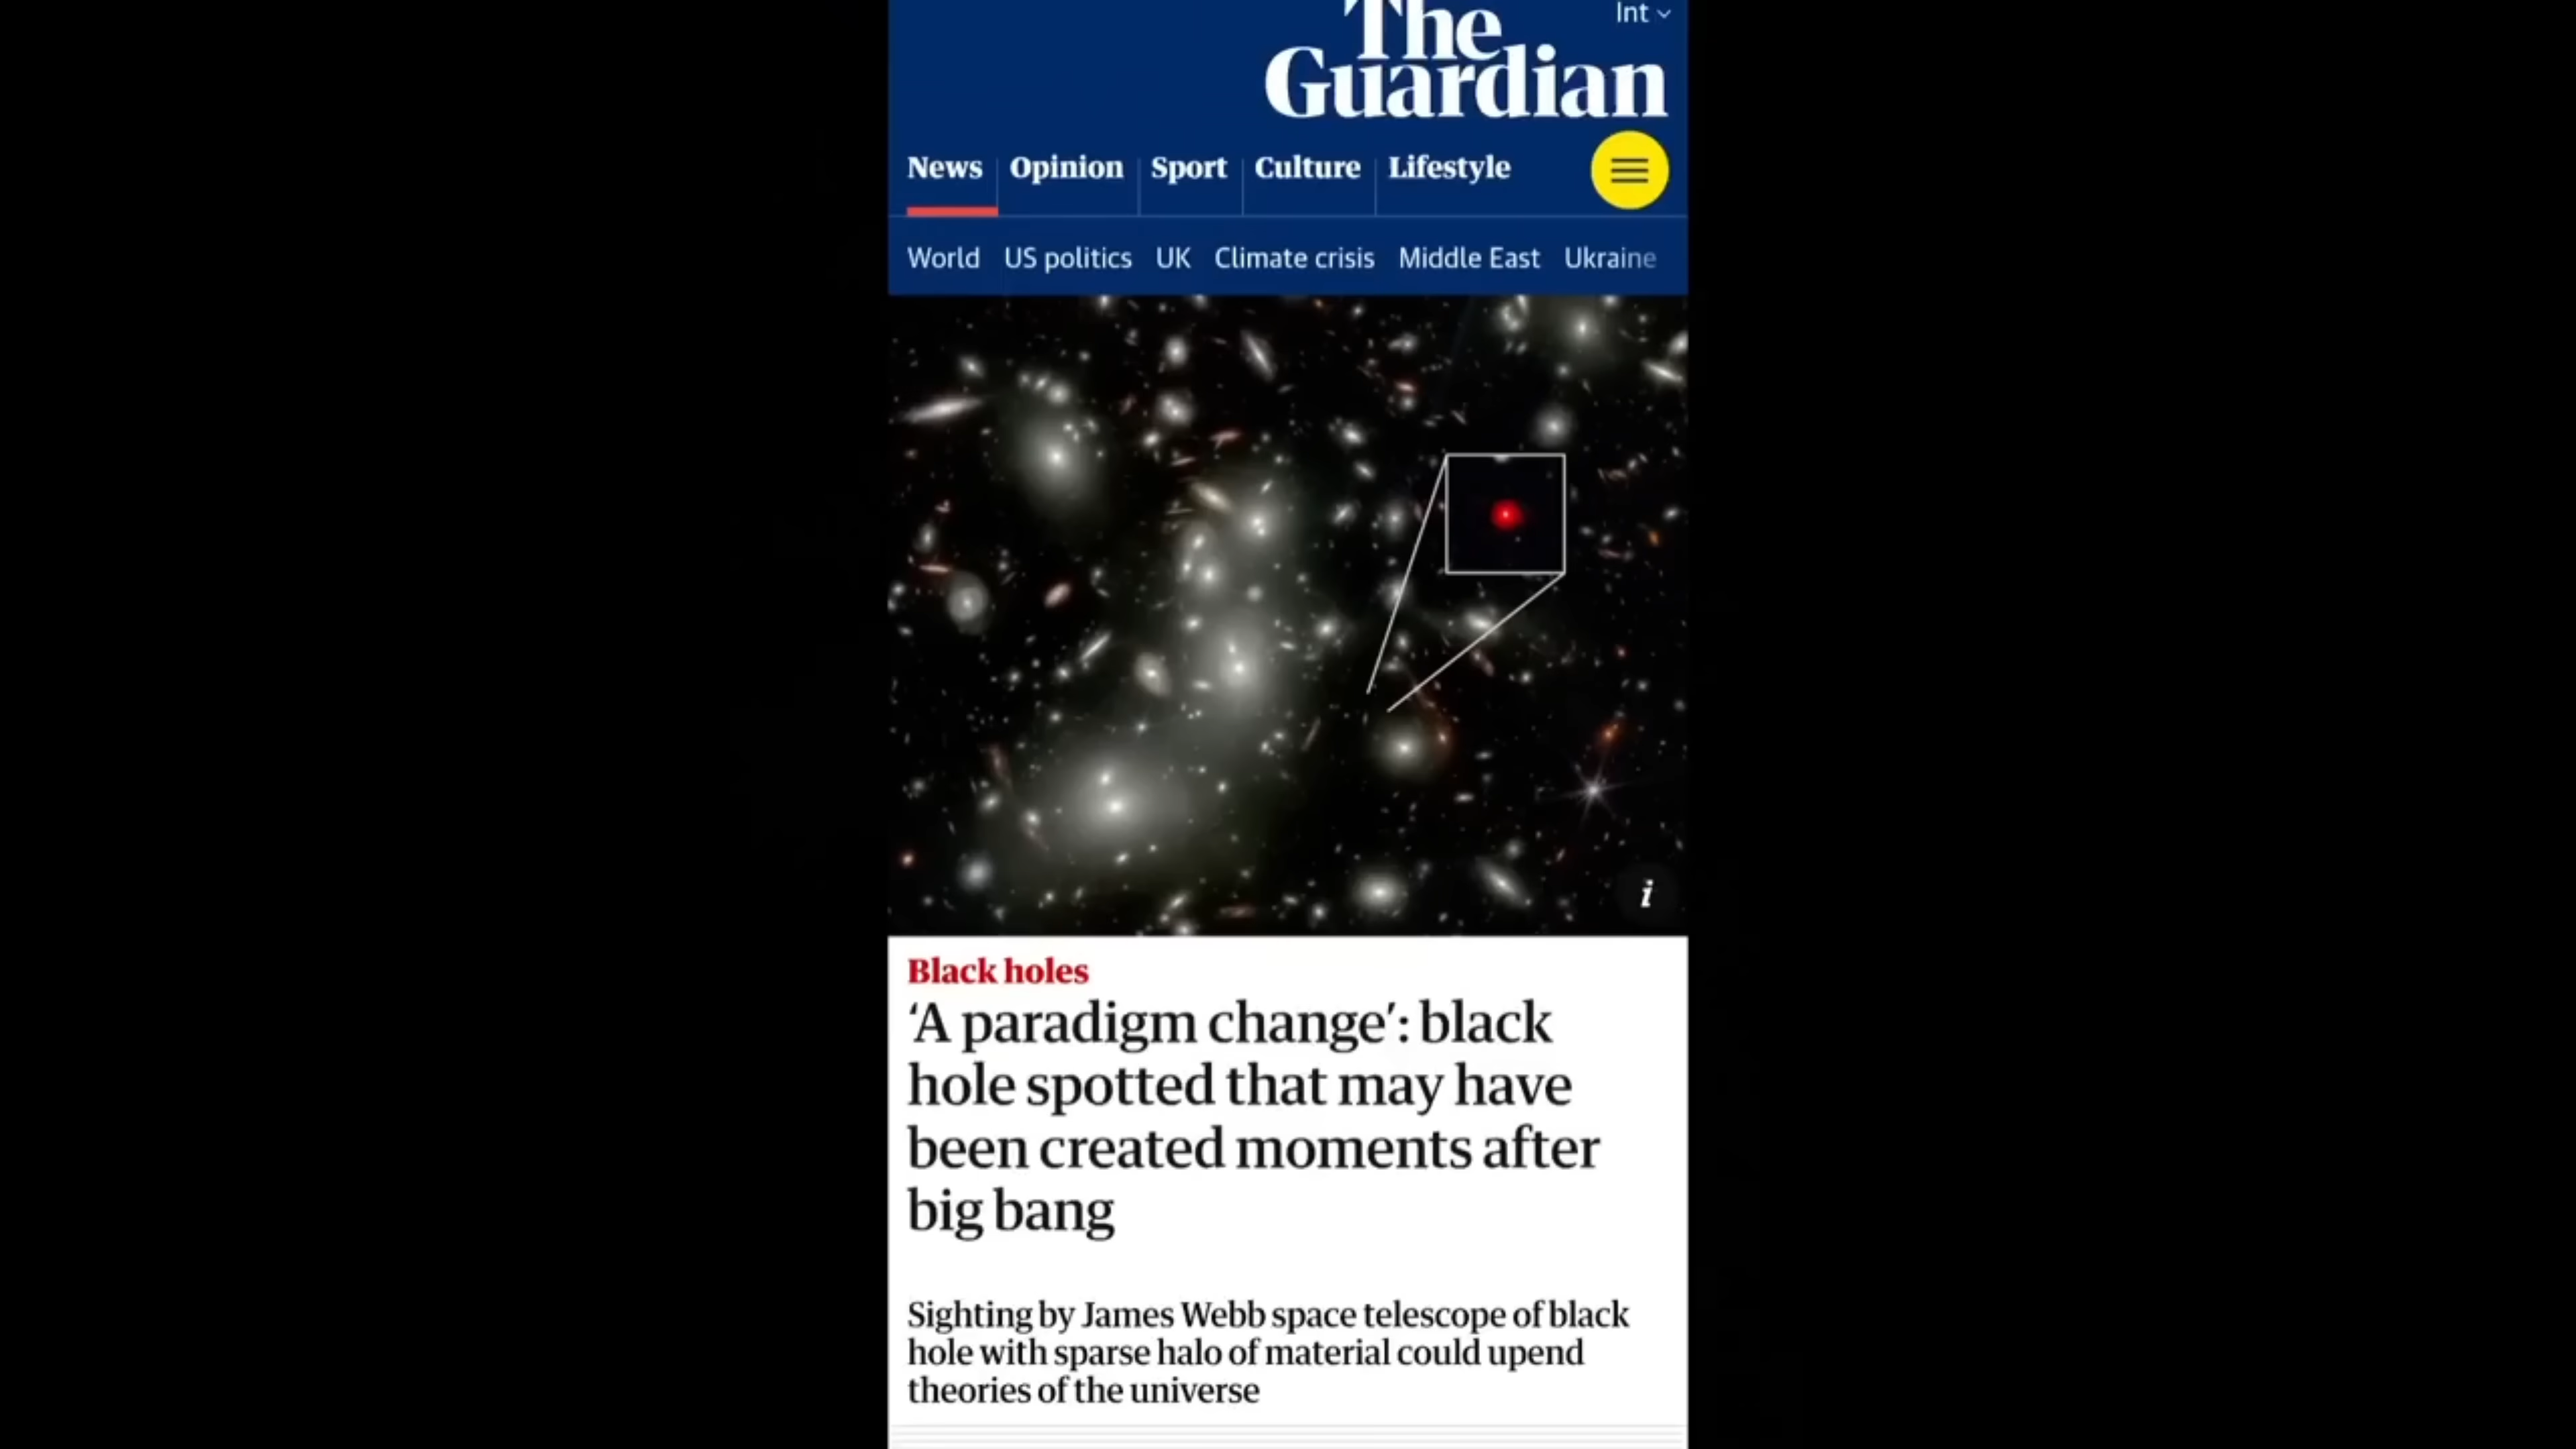 Int
The
Guardian
News Opinion Sport Culture Lifestyle
World US politics UK Climate crisis Middle East Ukraine
i
Black holes
‘A paradigm change’: black
hole spotted that may have
been created moments after
big bang
Sighting by James Webb space telescope of black
hole with sparse halo of material could upend
theories of the universe